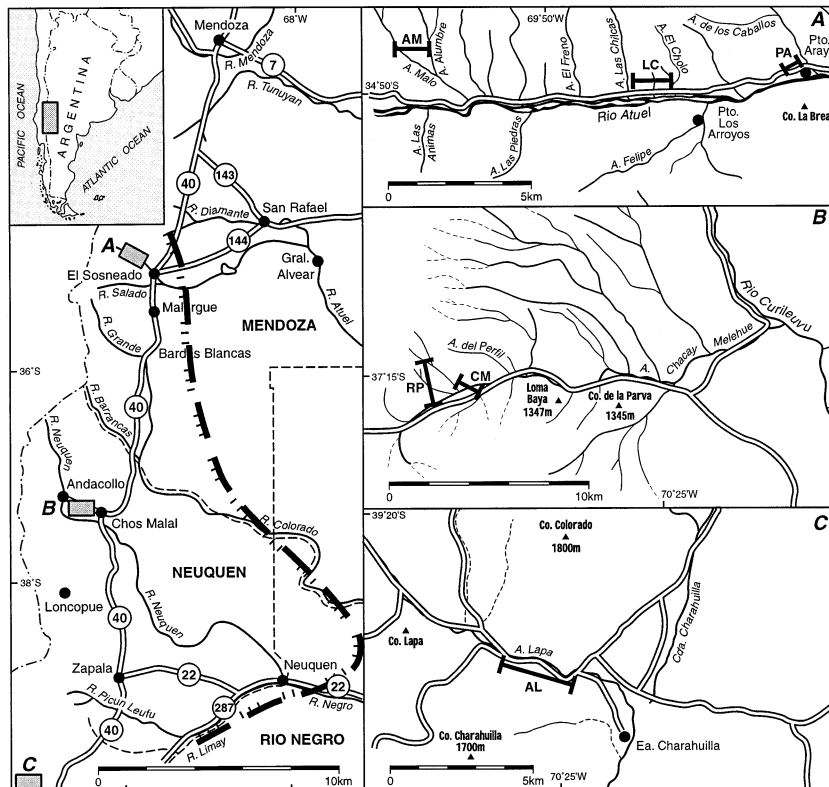 PACIFIC OCEAN
ARGENTINA
ATLANTIC OCEAN
68°W
Mendoza
R. Mendoza
7
R. Tunuyan
40
143
R. Diamante
San Rafael
144
A
El Sosneado
Gral.
Alvear
R. Salado
R. Atuel
R. Grande
MENDOZA
Bardas Blancas
36°S
R. Barrancas
40
R. Neuquen
Andacollo
B
Chos Malal
R. Colorado
NEUQUEN
38°S
Loncopue
40
R. Neuquen
Zapala
22
Neuquen
22
R. Negro
R. Picun Leufu
287
40
R. Limay
RIO NEGRO
C
0
10km
69°50W
A
AM
A. Alumbre
A. Malo
A. El Freno
A. Las Chilcas
LC
A. El Cholo
A. de los Caballos
PA
Pto.
34°50'S
Rio Atuel
Pto.
Los
Arroyos
Co. La Brea
A. Las
Animas
A. Las Piedras
A. Felipe
0
5km
B
Rio Curileuvu
A. del Perfil
A.
Chacay
Melehue
37°15'S
RP
CM
Loma
Baya
1347m
Co. de la Parva
1345m
0
10km
70°25W
39°20S
C
Co. Colorado
1800m
Co. Lapa
A. Lapa
AL
Cda. Charahuilla
Co. Charahuilla
1700m
Ea. Charahuilla
0
5km
70°25W